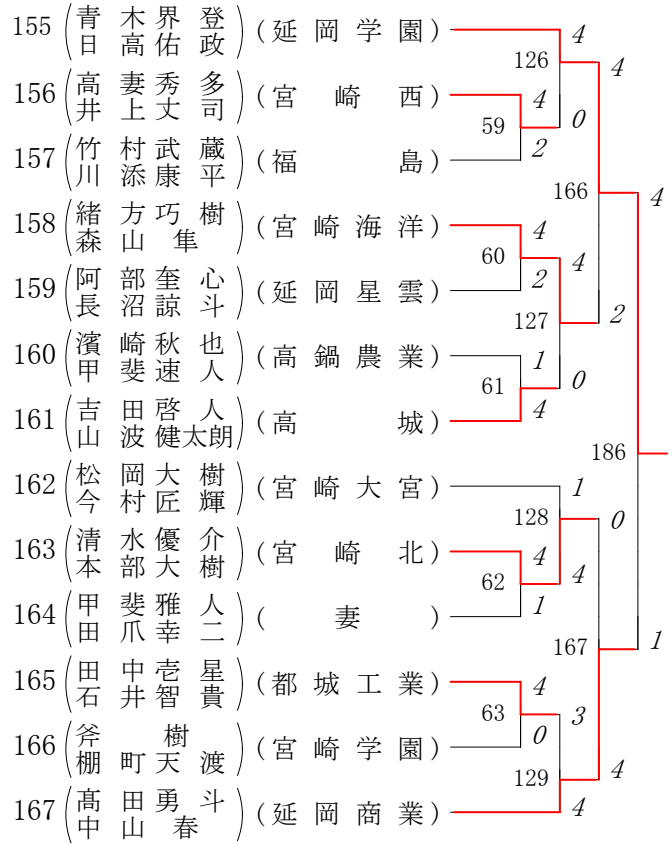 155 (青木界登 日高佑政) (延岡学園) 4
126 4
156 (高妻秀多 井上丈司) (宮崎西) 4 0
59
157 (竹村武蔵 川添康平) (福島) 2
166 4
158 (緒方巧樹 森山隼) (宮崎海洋) 4
60 4
159 (阿部奎心 長沼諒斗) (延岡星雲) 2
127 2
160 (濱崎秋也 甲斐速人) (高鍋農業) 1
61 0
161 (吉田啓人 山波健太朗) (高城) 4
186
162 (松岡大樹 今村匠輝) (宮崎大宮) 1
128 0
163 (清水優介 本部大樹) (宮崎北) 4
62 4
164 (甲斐雅人 田爪幸二) (妻) 1
167 1
165 (田中壱星 石井智貴) (都城工業) 4
63 3
166 (斧樹 棚町天渡) (宮崎学園) 0
129 4
167 (髙田勇斗 中山春) (延岡商業) 4